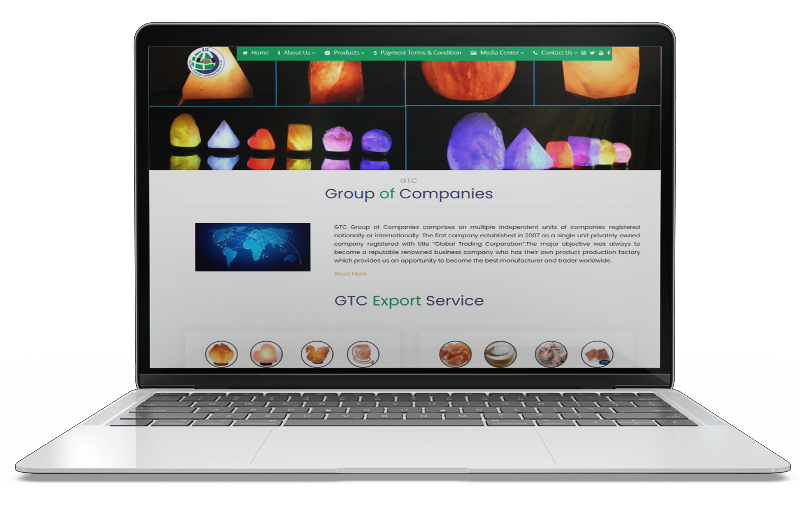 Home About Us Products $ Payment Terms & Condition Media Center Contact Us
GTC
Group of Companies
GTC Group of Companies comprises an multiple independent units of companies registered
nationally or internationally. The first company established in 2007 as a single unit privately owned
company registered with title "Global Trading Corporation".The major objective was always to
become a reputable renowned business company who has their own product production factory
which provides us an opportunity to become the best manufacturer and trader worldwide.
Read More
GTC Export Service